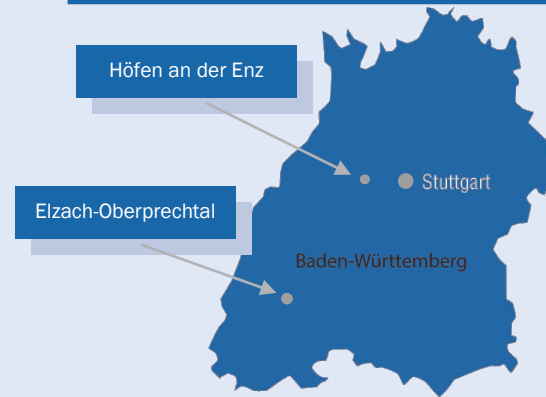 Höfen an der Enz
Stuttgart
Elzach-Oberprechtal
Baden-Württemberg